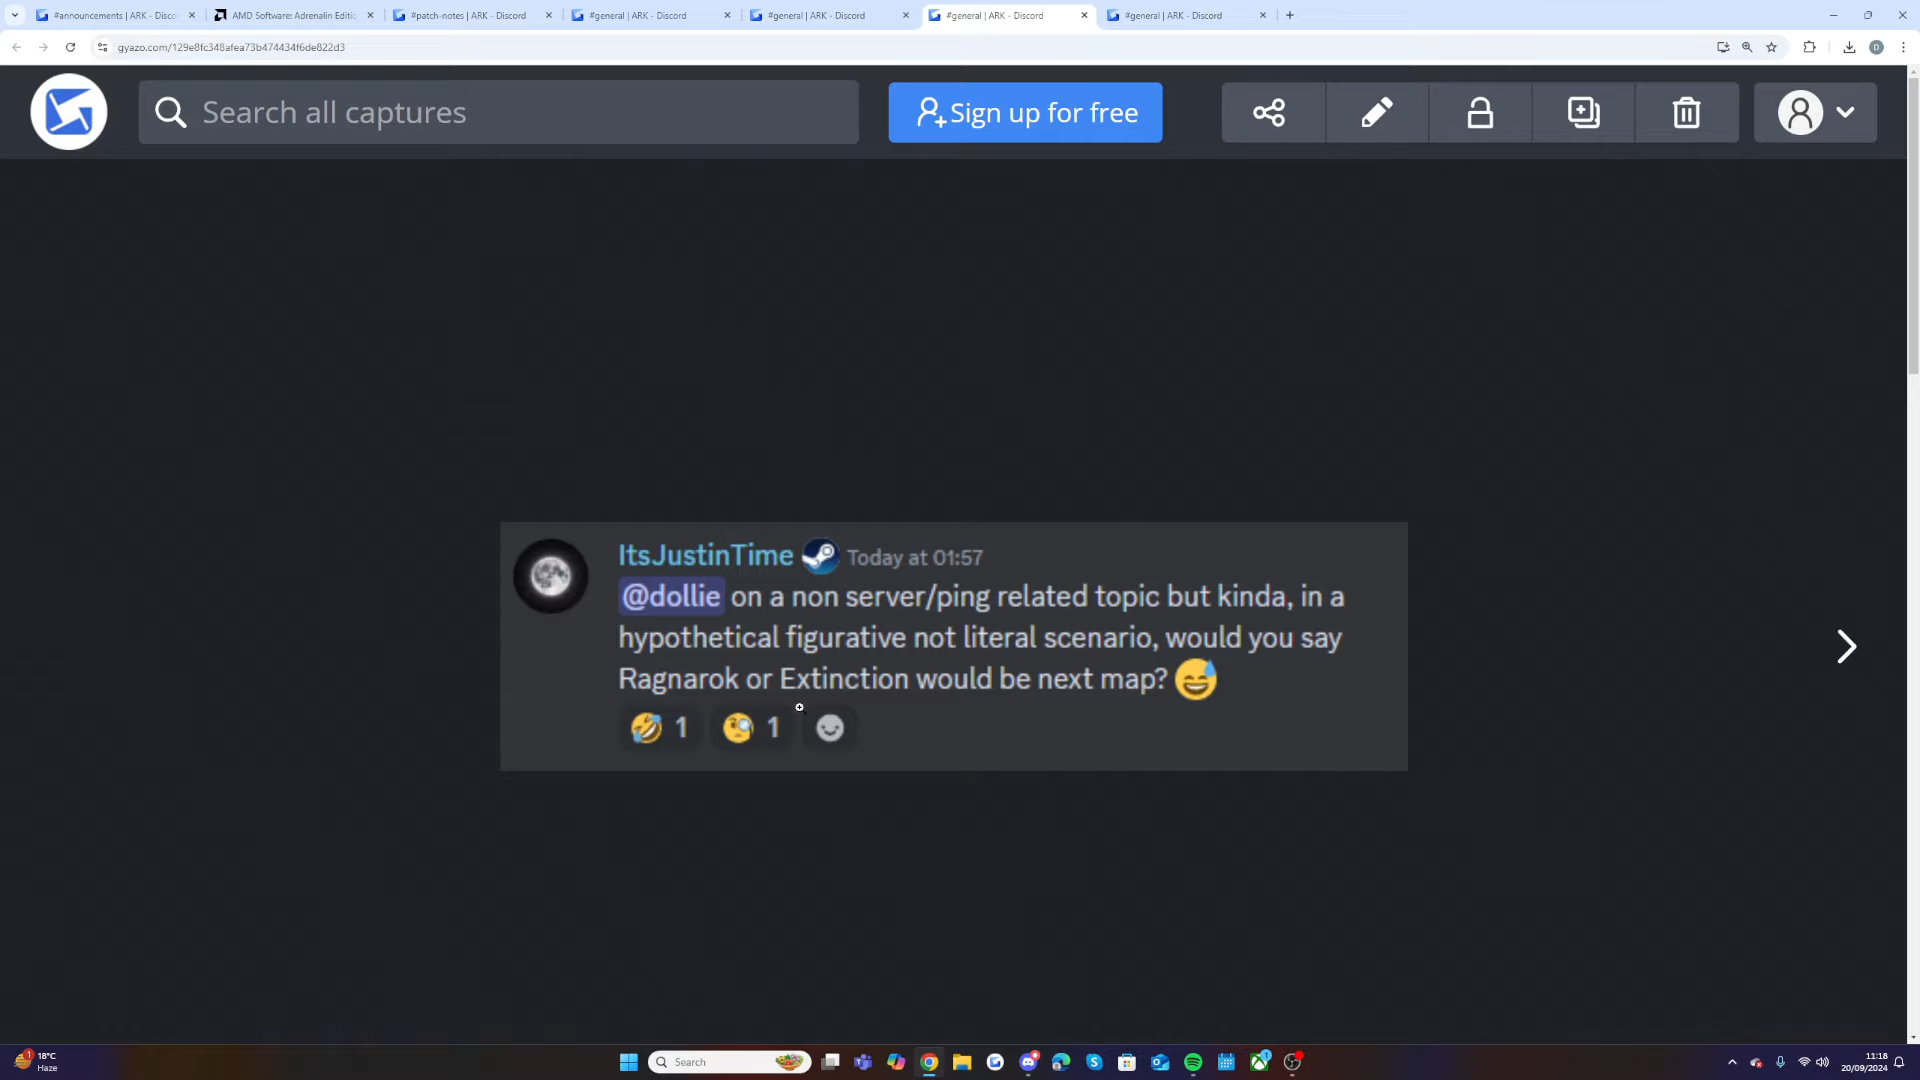 #announcements | ARK - Disco
AMD Software: Adrenalin Editi
#patch-notes | ARK - Discord
#general | ARK - Discord
#general | ARK - Discord
#general | ARK - Discord
#general | ARK - Discord
gyazo.com/129e8fc348afea73b474434f6de822d3
D
Search all captures
Sign up for free
ItsJustinTime Today at 01:57
@dollie on a non server/ping related topic but kinda, in a
hypothetical figurative not literal scenario, would you say
Ragnarok or Extinction would be next map?
1 1
1
18°C
Haze
Search
1
11:18
20/09/2024